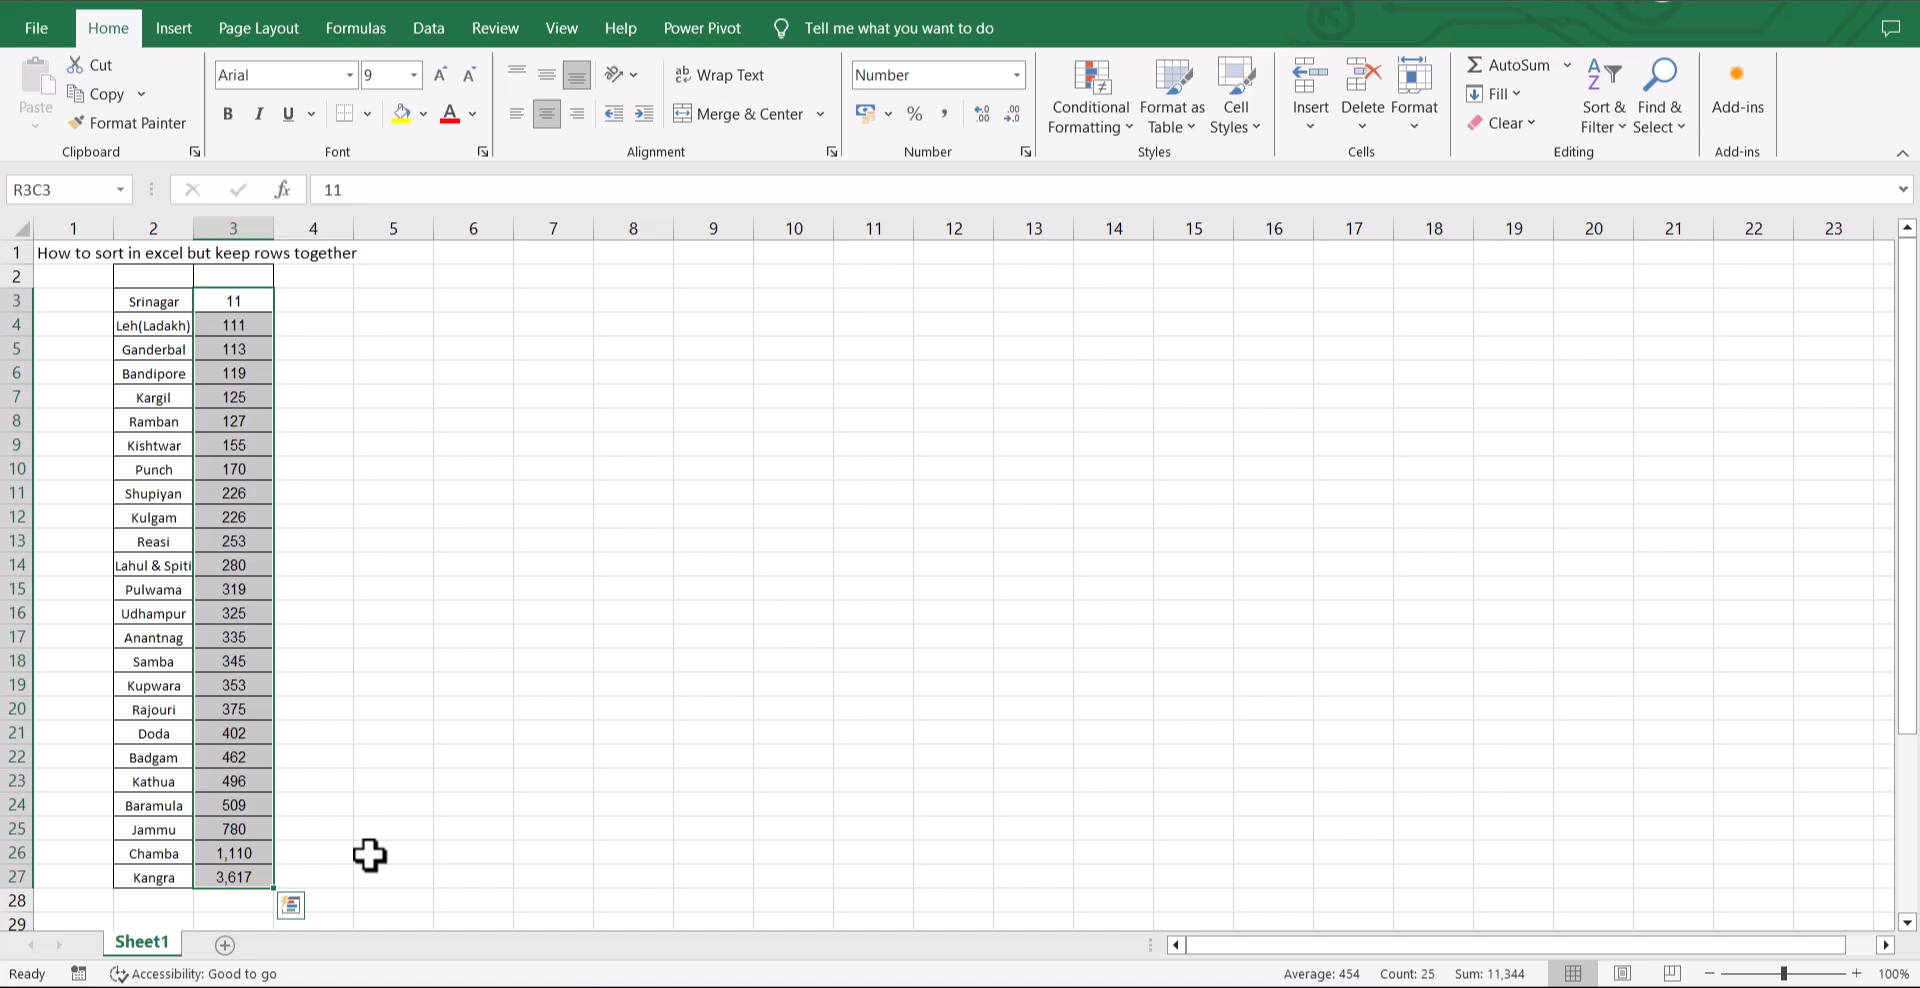 File Home Insert Page Layout Formulas Data Review View Help Power Pivot Tell me what you want to do
Paste
Cut
Copy
Format Painter
Clipboard
Arial 9
B I U A
Font
ab Wrap Text
Merge & Center
Alignment
Number
% ,
Number
Conditional Formatting
Format as Table
Cell Styles
Styles
Insert Delete Format
Cells
AutoSum
Fill
Clear
Sort & Filter
Find & Select
Editing
Add-ins
Add-ins
R3C3 fx 11
1 2 3 4 5 6 7 8 9 10 11 12 13 14 15 16 17 18 19 20 21 22 23
1 How to sort in excel but keep rows together
2
3 Srinagar 11
4 Leh(Ladakh) 111
5 Ganderbal 113
6 Bandipore 119
7 Kargil 125
8 Ramban 127
9 Kishtwar 155
10 Punch 170
11 Shupiyan 226
12 Kulgam 226
13 Reasi 253
14 Lahul & Spiti 280
15 Pulwama 319
16 Udhampur 325
17 Anantnag 335
18 Samba 345
19 Kupwara 353
20 Rajouri 375
21 Doda 402
22 Badgam 462
23 Kathua 496
24 Baramula 509
25 Jammu 780
26 Chamba 1,110
27 Kangra 3,617
28
29
Sheet1
Ready Accessibility: Good to go Average: 454 Count: 25 Sum: 11,344 100%